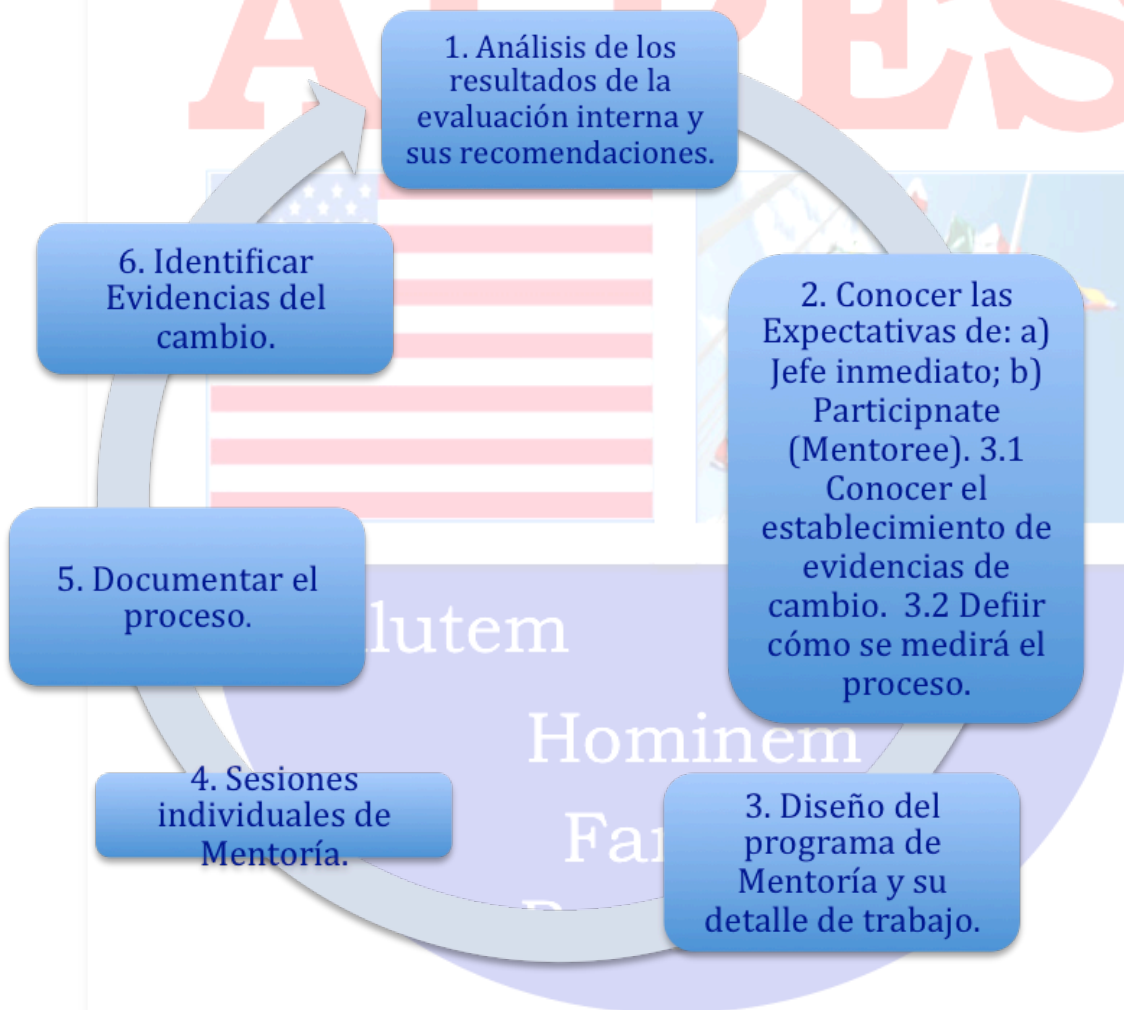 ALPES
1. Análisis de los
resultados de la
evaluación interna y
sus recomendaciones.
2. Conocer las
Expectativas de: a)
Jefe inmediato; b)
Participnate
(Mentoree). 3.1
Conocer el
establecimiento de
evidencias de
cambio.  3.2 Defiir
cómo se medirá el
proceso.
3. Diseño del
programa de
Mentoría y su
detalle de trabajo.
4. Sesiones
individuales de
Mentoría.
5. Documentar el
proceso.
6. Identificar
Evidencias del
cambio.
lutem
Hominem